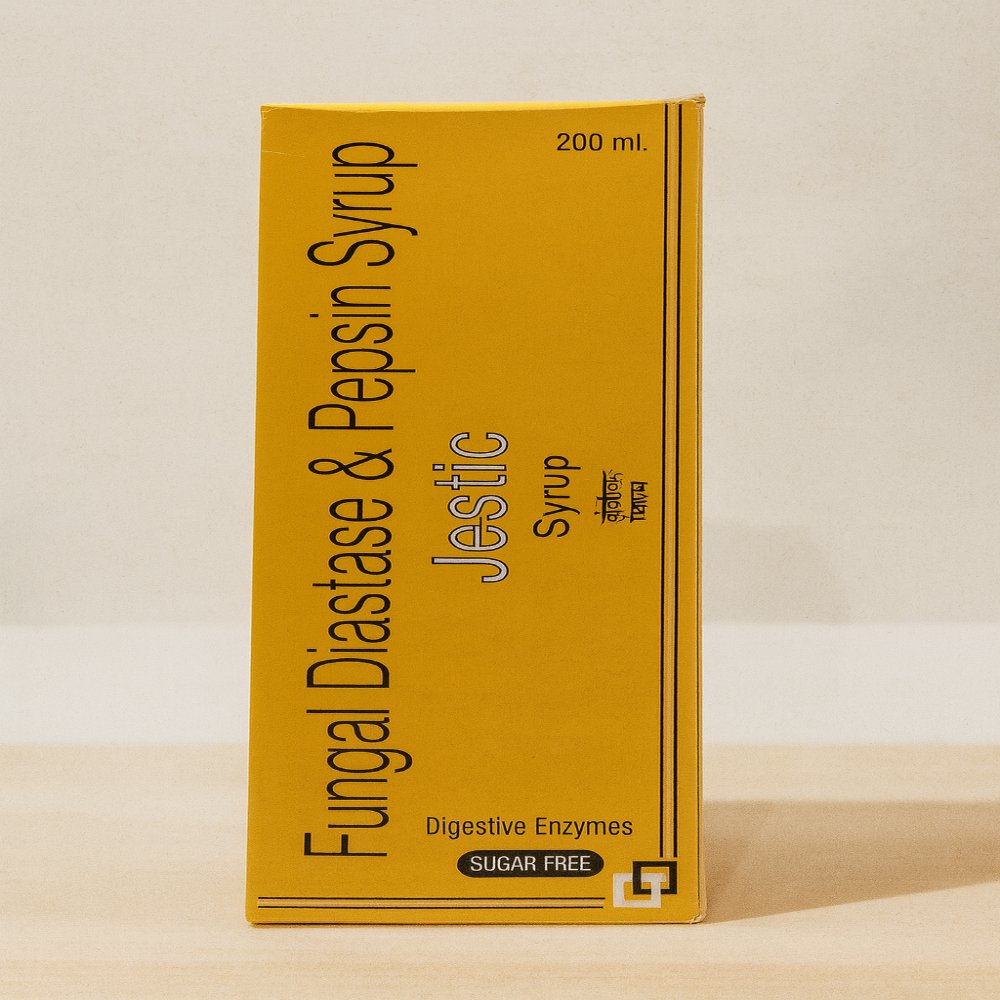 200 ml.
Fungal Diastase & Pepsin Syrup
Jestic
Syrup
Digestive Enzymes
SUGAR FREE